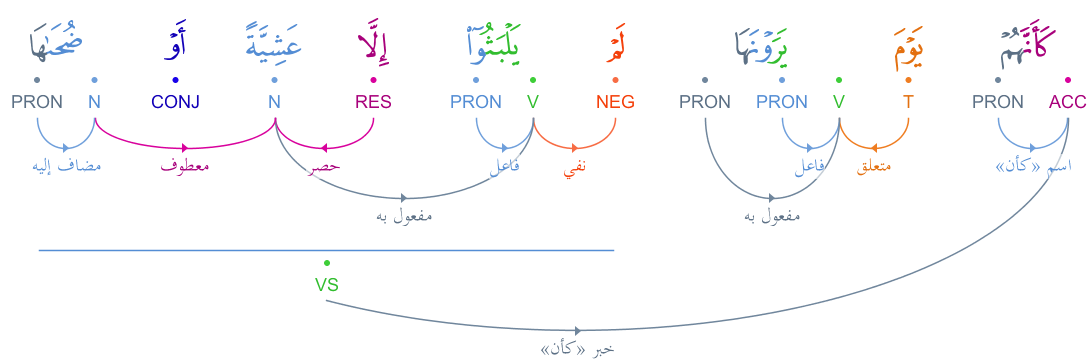 كَأَنَّهُمْ يَوْمَ يَرَوْنَهَا لَمْ يَلْبَثُوٓا۟ إِلَّا عَشِيَّةً أَوْ ضُحَىٰهَا
ACC PRON T V PRON PRON NEG V PRON RES N CONJ N PRON
اسم «كأن» متعلق فاعل نفي فاعل حصر معطوف مضاف إليه
مفعول به مفعول به
VS
خبر «كأن»